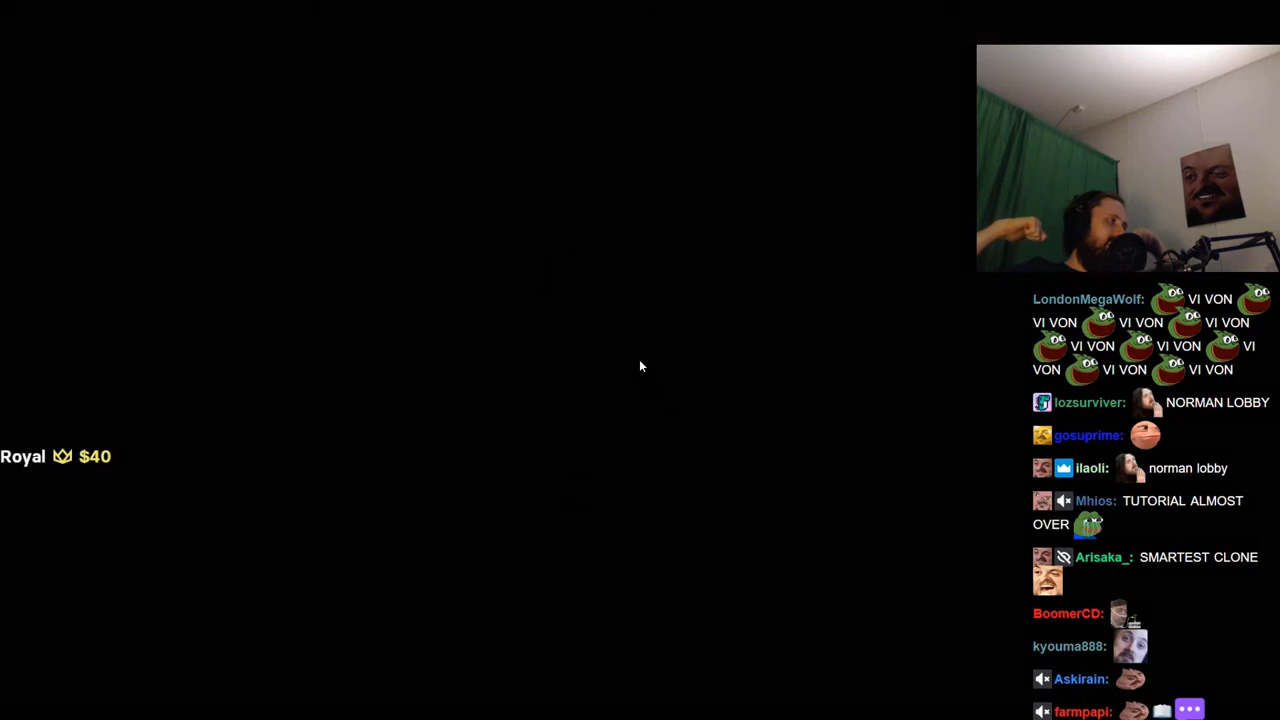 LondonMegaWolf: VI VON
VI VON VI VON VI VON
VI VON VI VON VI
VON VI VON VI VON
lozsurviver: NORMAN LOBBY
gosuprime:
ilaoli: norman lobby
Royal $40
Mhios: TUTORIAL ALMOST
OVER
Arisaka_: SMARTEST CLONE
BoomerCD:
kyouma888:
Askirain:
farmpapi: